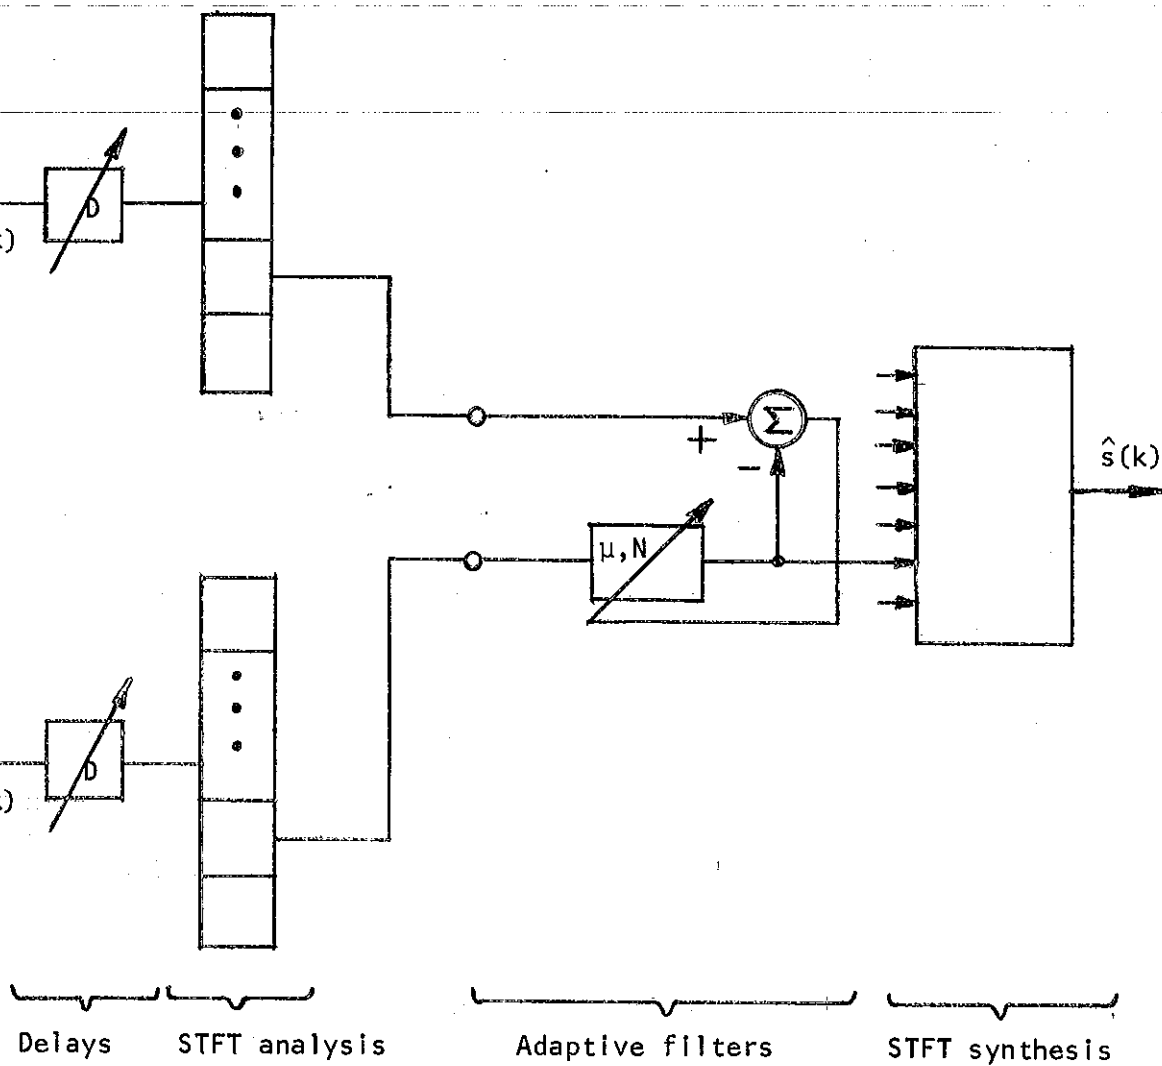 D
k)
+
Σ
−
ŝ(k)
μ,N
D
k)
Delays
STFT analysis
Adaptive filters
STFT synthesis